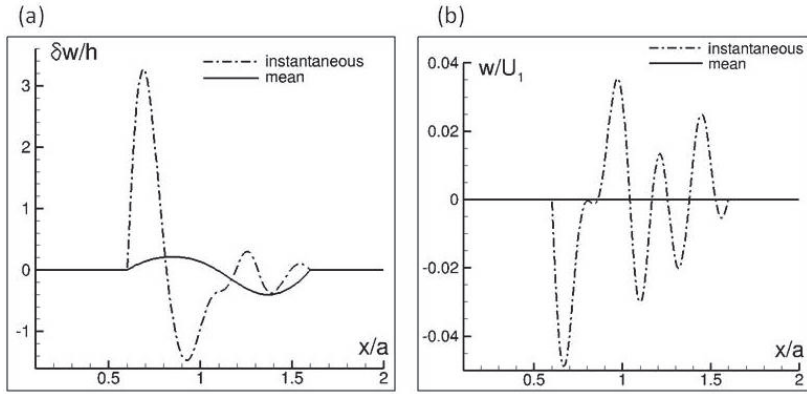 (a)
(b)
δw/h
instantaneous
mean
3
2
1
0
-1
0.5
1
1.5
2
x/a
w/U₁
instantaneous
mean
0.04
0.02
0
-0.02
-0.04
0.5
1
1.5
2
x/a